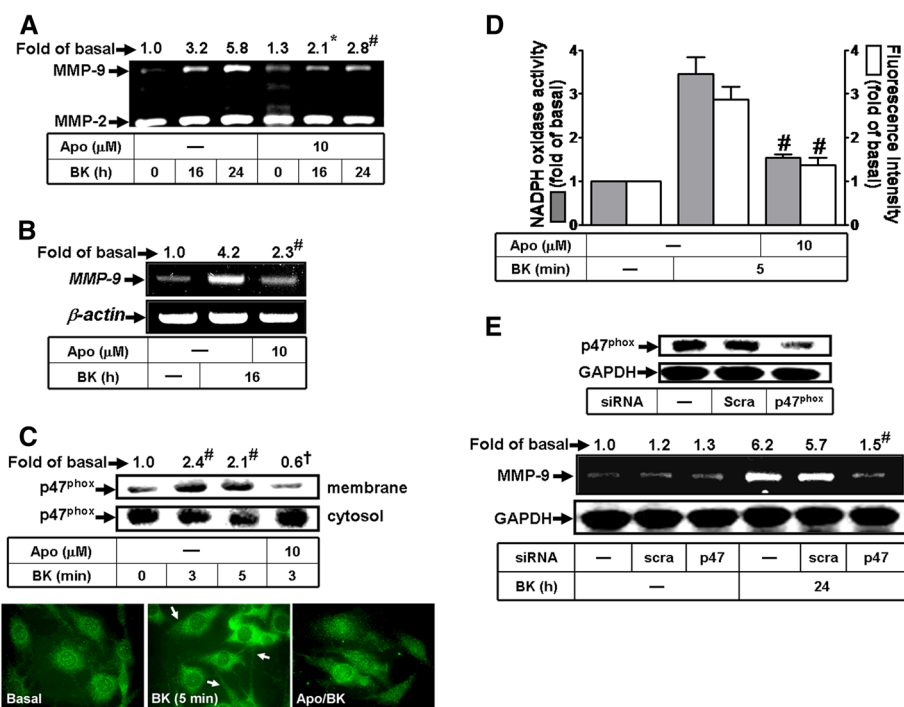 A
Fold of basal 1.0 3.2 5.8 1.3 2.1* 2.8#
MMP-9
MMP-2
Apo (μM) — 10
BK (h) 0 16 24 0 16 24
B
Fold of basal 1.0 4.2 2.3#
MMP-9
β-actin
Apo (μM) — 10
BK (h) — 16
C
Fold of basal 1.0 2.4# 2.1# 0.6†
p47phox membrane
p47phox cytosol
Apo (μM) — 10
BK (min) 0 3 5 3
Basal
BK (5 min)
Apo/BK
D
NADPH oxidase activity
(fold of basal)
4
3
2
1
0
# #
4
3
2
1
0
Fluorescence Intensity
(fold of basal)
Apo (μM) — 10
BK (min) — 5
E
p47phox
GAPDH
siRNA — Scra p47phox
Fold of basal 1.0 1.2 1.3 6.2 5.7 1.5#
MMP-9
GAPDH
siRNA — scra p47 — scra p47
BK (h) — 24